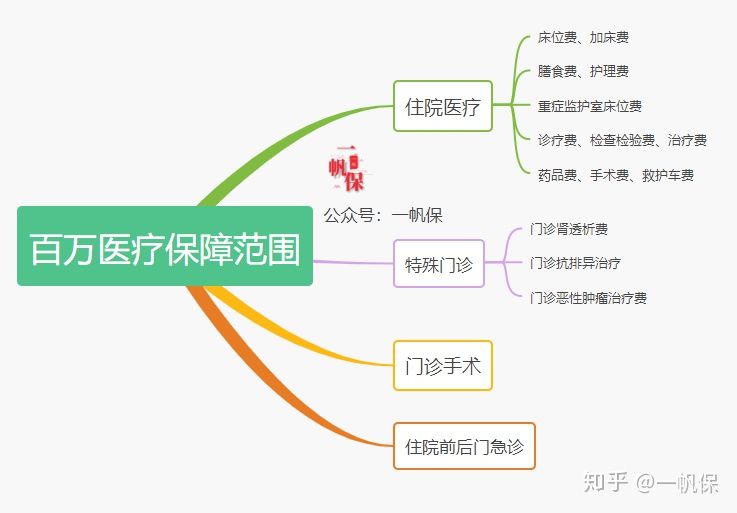 百万医疗保障范围
住院医疗
床位费、加床费
膳食费、护理费
重症监护室床位费
诊疗费、检查检验费、治疗费
药品费、手术费、救护车费
一帆保
公众号：一帆保
特殊门诊
门诊肾透析费
门诊抗排异治疗
门诊恶性肿瘤治疗费
门诊手术
住院前后门急诊
知乎 @一帆保